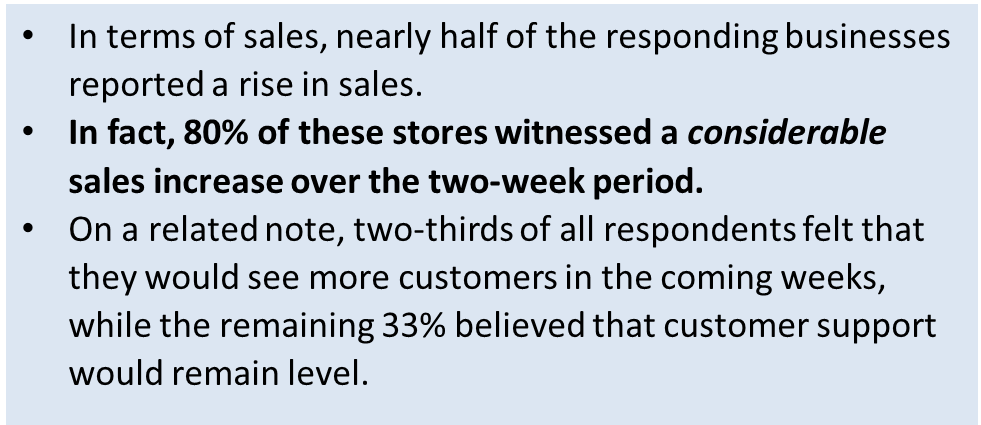 • In terms of sales, nearly half of the responding businesses
reported a rise in sales.
• In fact, 80% of these stores witnessed a considerable
sales increase over the two-week period.
• On a related note, two-thirds of all respondents felt that
they would see more customers in the coming weeks,
while the remaining 33% believed that customer support
would remain level.